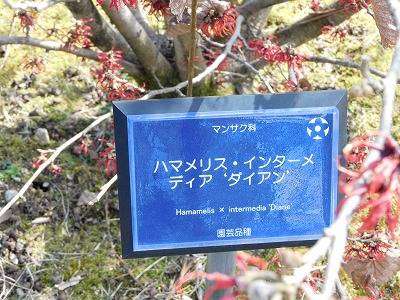 マンサク科
ハマメリス・インターメ
ディア‘ダイアン’
Hamamelis × intermedia 'Diane'
園芸品種